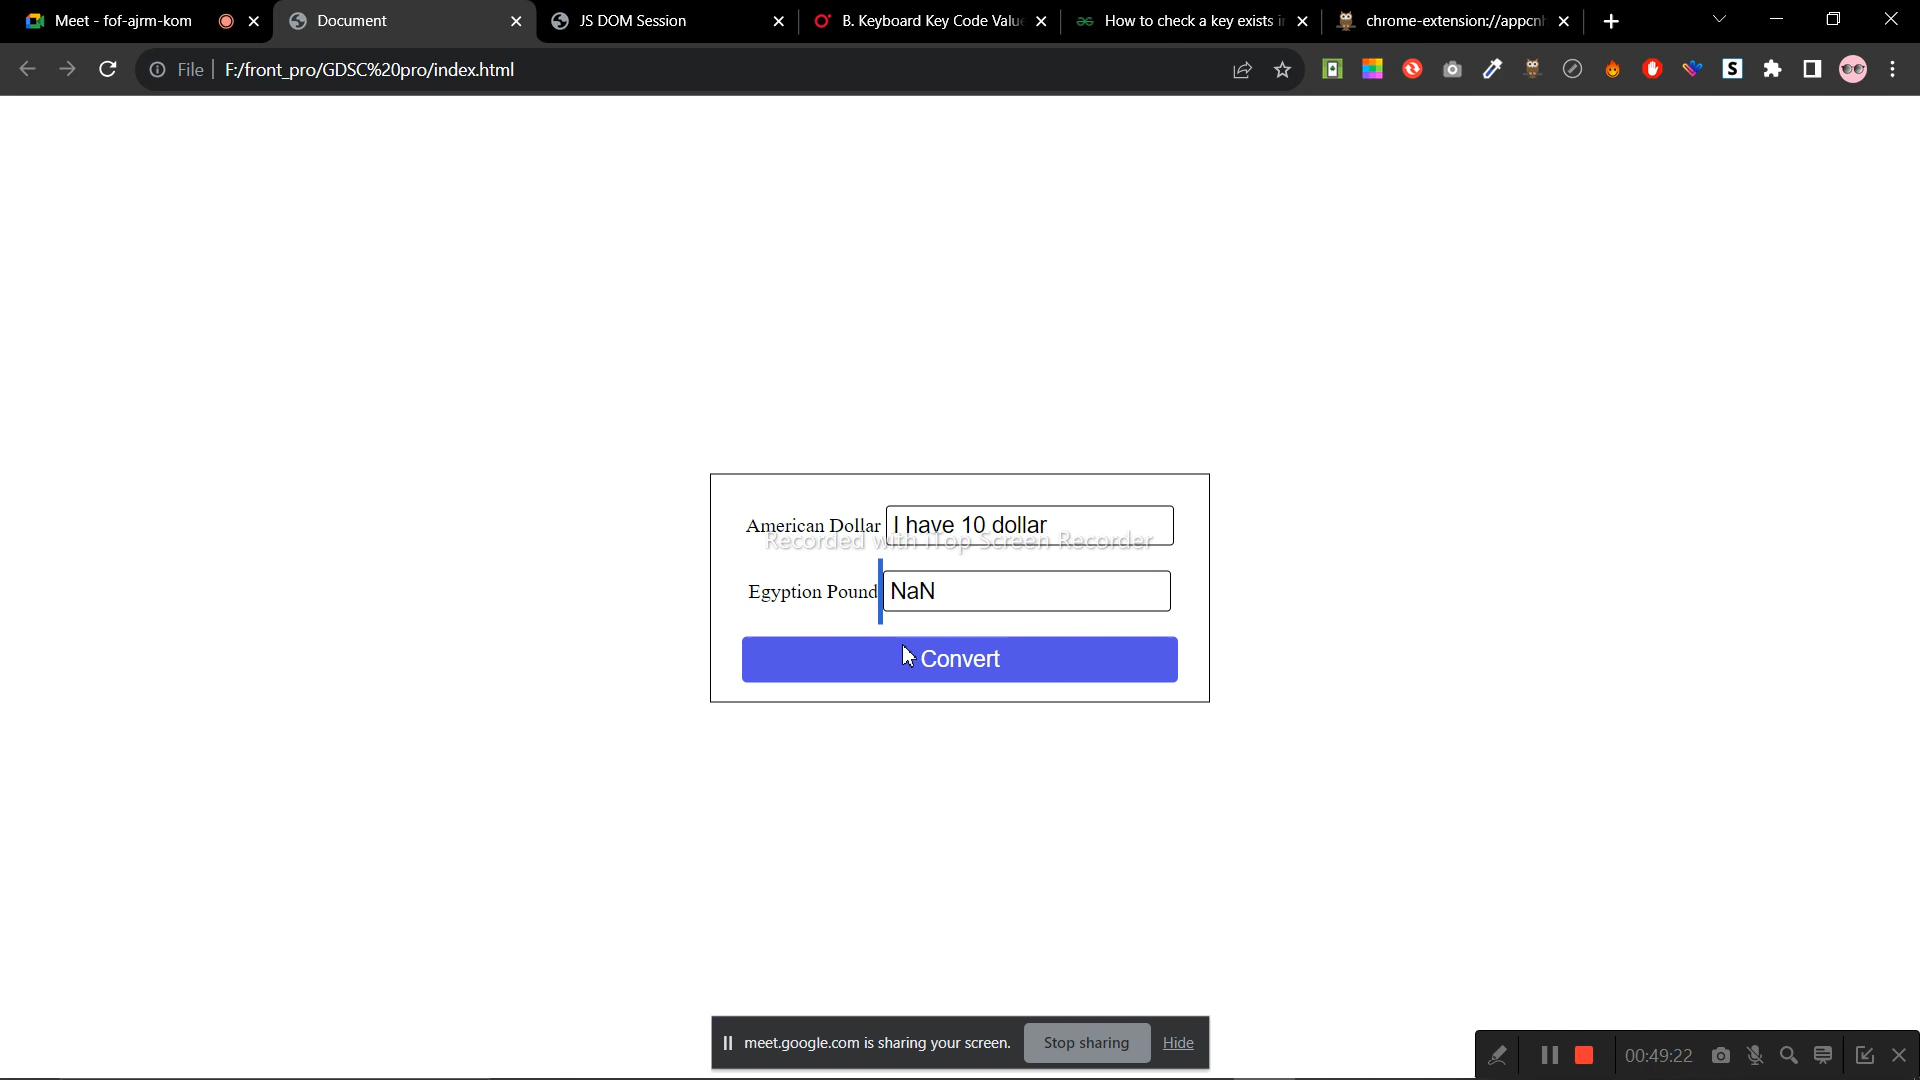 Meet - fof-ajrm-kom
Document
JS DOM Session
B. Keyboard Key Code Valu
How to check a key exists i
chrome-extension://appcnh
File
F:/front_pro/GDSC%20pro/index.html
American Dollar
I have 10 dollar
Recorded with iTop Screen Recorder
Egyption Pound
NaN
Convert
meet.google.com is sharing your screen.
Stop sharing
Hide
00:49:22